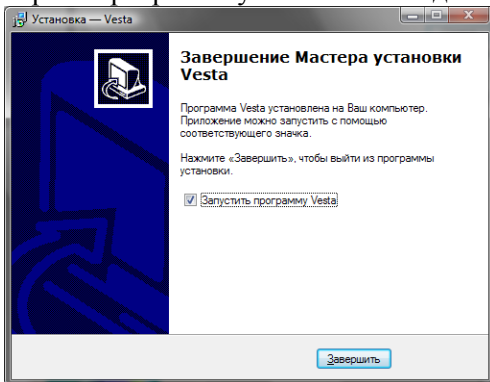 Установка — Vesta
Завершение Мастера установки
Vesta
Программа Vesta установлена на Ваш компьютер.
Приложение можно запустить с помощью
соответствующего значка.
Нажмите «Завершить», чтобы выйти из программы
установки.
Запустить программу Vesta
Завершить